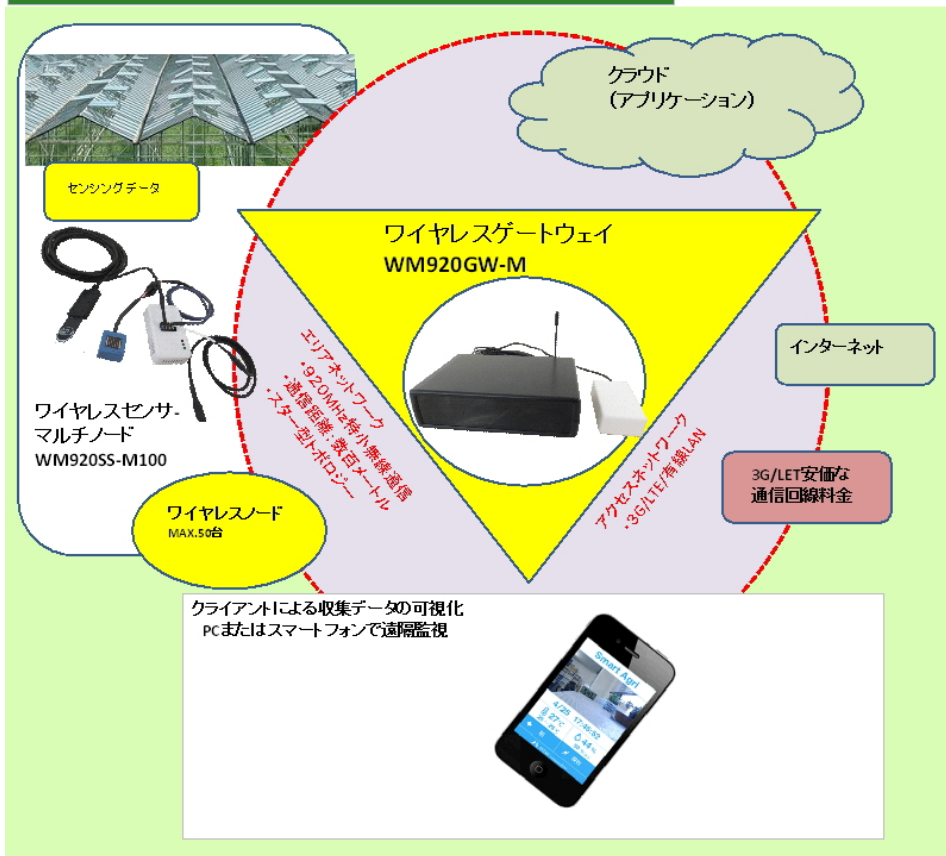 クラウド
（アプリケーション）
センシングデータ
ワイヤレスゲートウェイ
WM920GW-M
エリアネットワーク
・920MHz特小無線通信
・通信距離：数百メートル
・スター型トポロジー
アクセスネットワーク
・3G/LTE/有線LAN
インターネット
3G/LET安価な
通信回線料金
ワイヤレスセンサ-
マルチノード
WM920SS-M100
ワイヤレスノード
MAX.50台
クライアントによる収集データの可視化
PCまたはスマートフォンで遠隔監視
Smart Agri
4/25 17:45:52
27℃
44%